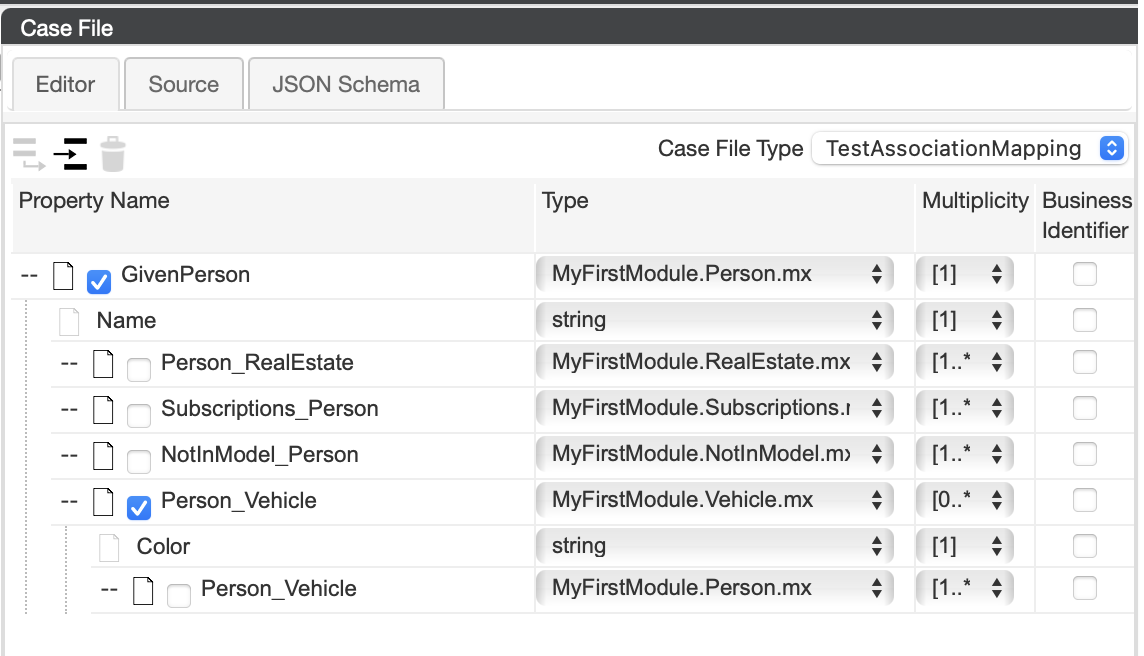 Case File
Editor Source JSON Schema
Case File Type TestAssociationMapping
Property Name Type Multiplicity Business Identifier
-- GivenPerson MyFirstModule.Person.mx [1]
Name string [1]
-- Person_RealEstate MyFirstModule.RealEstate.mx [1..*
-- Subscriptions_Person MyFirstModule.Subscriptions. [1..*
-- NotInModel_Person MyFirstModule.NotInModel.mx [1..*
-- Person_Vehicle MyFirstModule.Vehicle.mx [0..*
Color string [1]
-- Person_Vehicle MyFirstModule.Person.mx [1..*